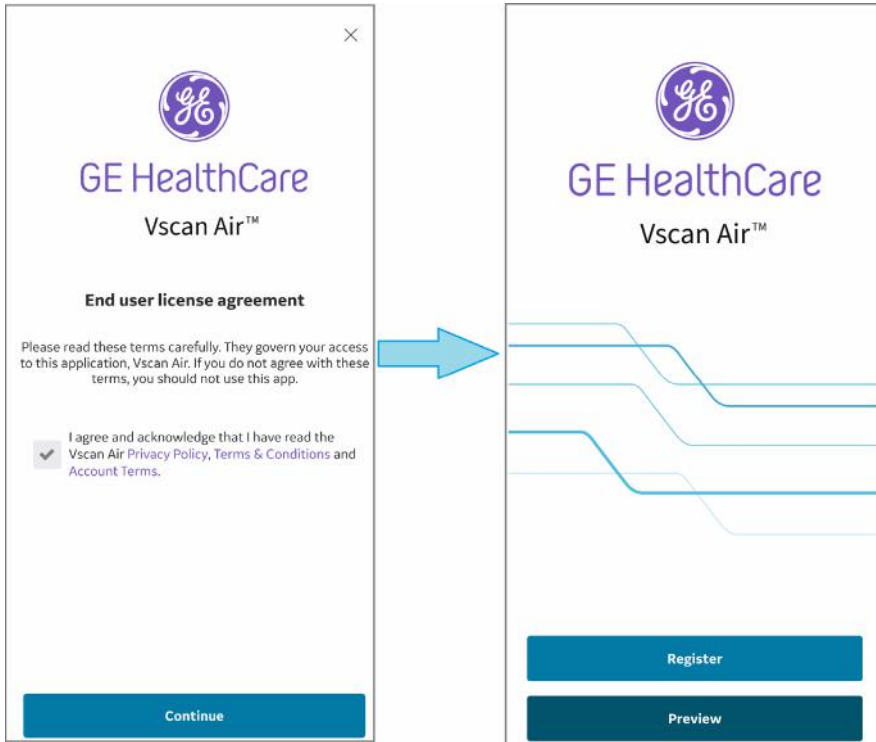 GE
GE HealthCare
Vscan Air™
End user license agreement
Please read these terms carefully. They govern your access
to this application, Vscan Air. If you do not agree with these
terms, you should not use this app.
I agree and acknowledge that I have read the
Vscan Air Privacy Policy, Terms & Conditions and
Account Terms.
Continue
GE
GE HealthCare
Vscan Air™
Register
Preview